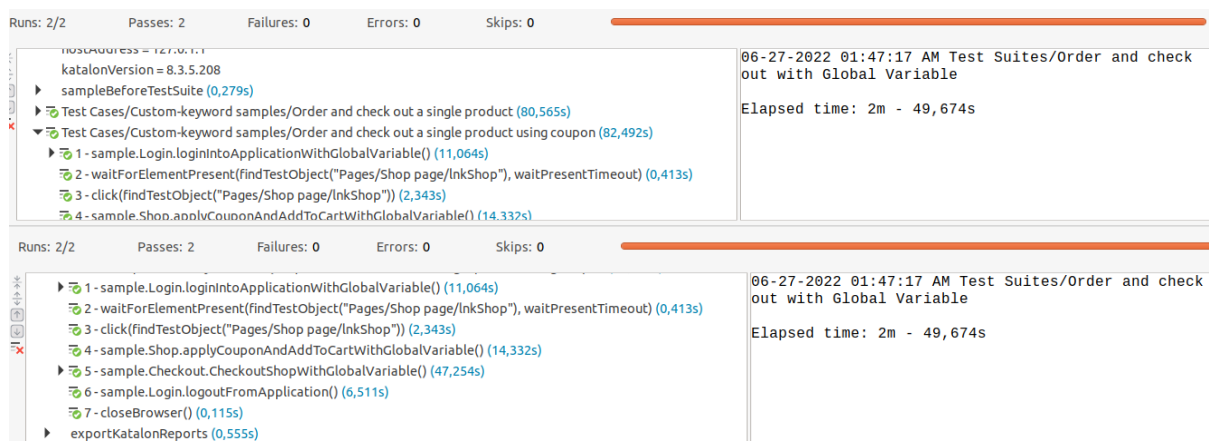 Runs: 2/2 Passes: 2 Failures: 0 Errors: 0 Skips: 0
hostAddress = 127.0.1.1
katalonVersion = 8.3.5.208
sampleBeforeTestSuite (0,279s)
Test Cases/Custom-keyword samples/Order and check out a single product (80,565s)
Test Cases/Custom-keyword samples/Order and check out a single product using coupon (82,492s)
1 - sample.Login.loginIntoApplicationWithGlobalVariable() (11,064s)
2 - waitForElementPresent(findTestObject("Pages/Shop page/lnkShop"), waitPresentTimeout) (0,413s)
3 - click(findTestObject("Pages/Shop page/lnkShop")) (2,343s)
4 - sample.Shop.applyCouponAndAddToCartWithGlobalVariable() (14,332s)
06-27-2022 01:47:17 AM Test Suites/Order and check
out with Global Variable
Elapsed time: 2m - 49,674s
Runs: 2/2 Passes: 2 Failures: 0 Errors: 0 Skips: 0
1 - sample.Login.loginIntoApplicationWithGlobalVariable() (11,064s)
2 - waitForElementPresent(findTestObject("Pages/Shop page/lnkShop"), waitPresentTimeout) (0,413s)
3 - click(findTestObject("Pages/Shop page/lnkShop")) (2,343s)
4 - sample.Shop.applyCouponAndAddToCartWithGlobalVariable() (14,332s)
5 - sample.Checkout.CheckoutShopWithGlobalVariable() (47,254s)
6 - sample.Login.logoutFromApplication() (6,511s)
7 - closeBrowser() (0,115s)
exportKatalonReports (0,555s)
06-27-2022 01:47:17 AM Test Suites/Order and check
out with Global Variable
Elapsed time: 2m - 49,674s